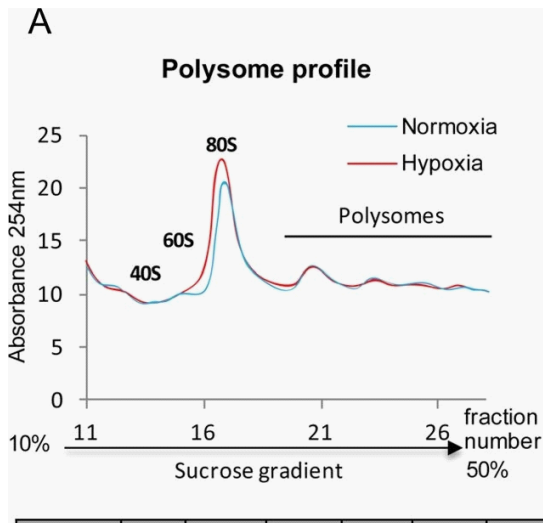 A
Polysome profile
Normoxia
Hypoxia
80S
60S
40S
Polysomes
Absorbance 254nm
25
20
15
10
5
0
11 16 21 26
fraction number
10%
Sucrose gradient
50%